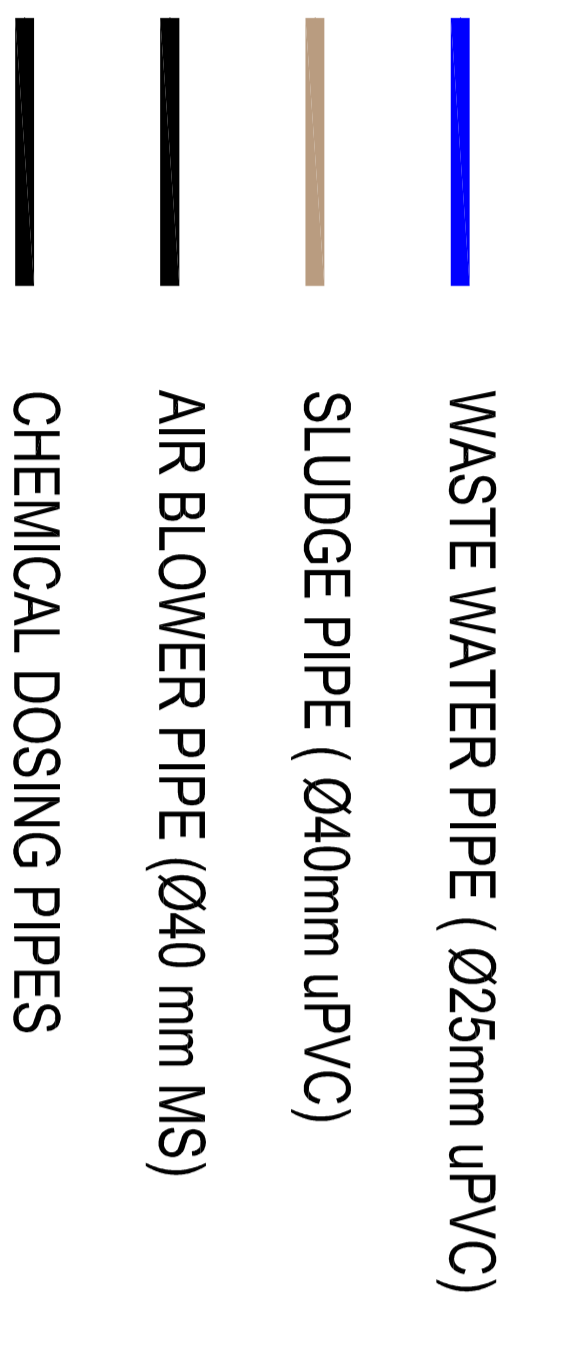 WASTE WATER PIPE ( Ø25mm uPVC)
SLUDGE PIPE ( Ø40mm uPVC)
AIR BLOWER PIPE (Ø40 mm MS)
CHEMICAL DOSING PIPES